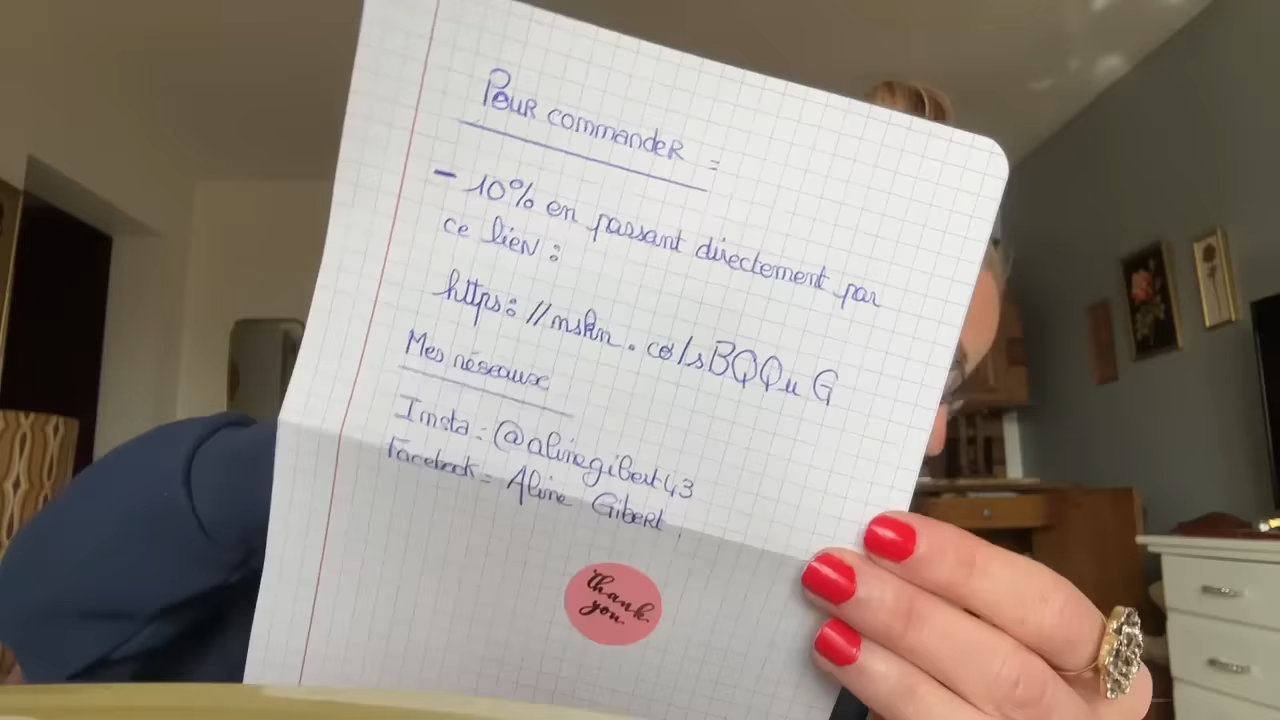 Pour commander :
- 10% en passant directement par
ce lien :
https://nskn.co/sBQQuG
Mes réseaux
Insta : @alinegibert43
Facebook : Aline Gibert
Thank
you